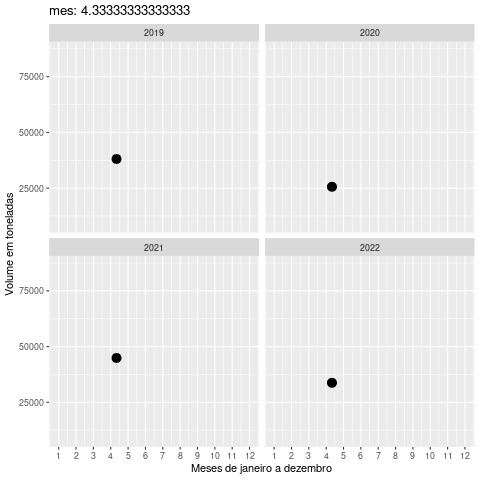 mes: 4.33333333333333
2019 2020
75000
50000
25000
Volume em toneladas
2021 2022
75000
50000
25000
1 2 3 4 5 6 7 8 9 10 11 12 1 2 3 4 5 6 7 8 9 10 11 12
Meses de janeiro a dezembro